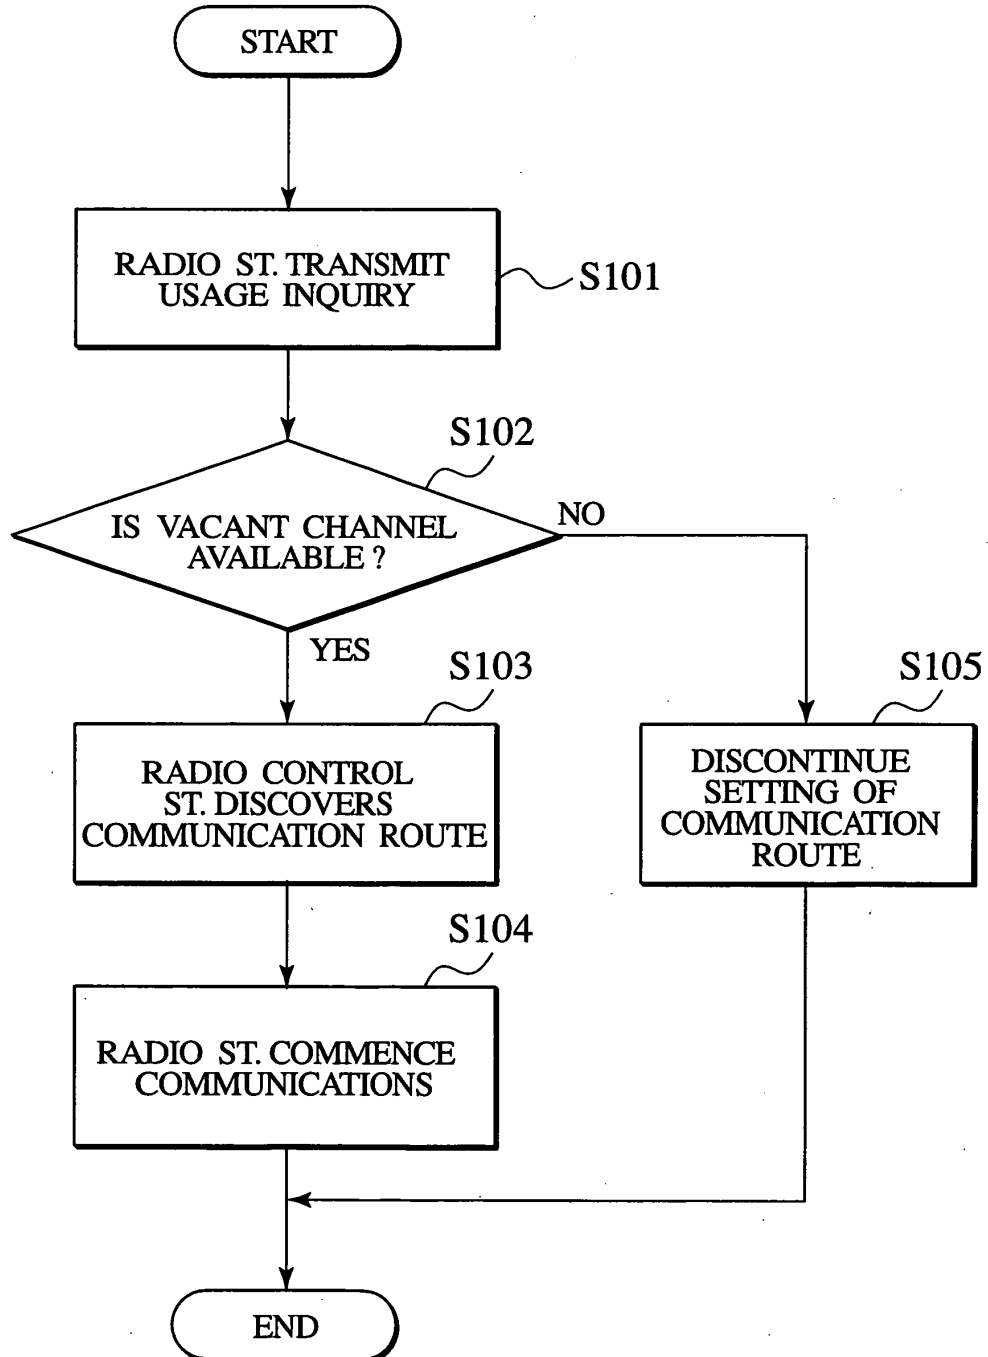 START
RADIO ST. TRANSMIT
USAGE INQUIRY
S101
S102
IS VACANT CHANNEL
AVAILABLE ?
NO
YES
S103
RADIO CONTROL
ST. DISCOVERS
COMMUNICATION ROUTE
S105
DISCONTINUE
SETTING OF
COMMUNICATION
ROUTE
S104
RADIO ST. COMMENCE
COMMUNICATIONS
END